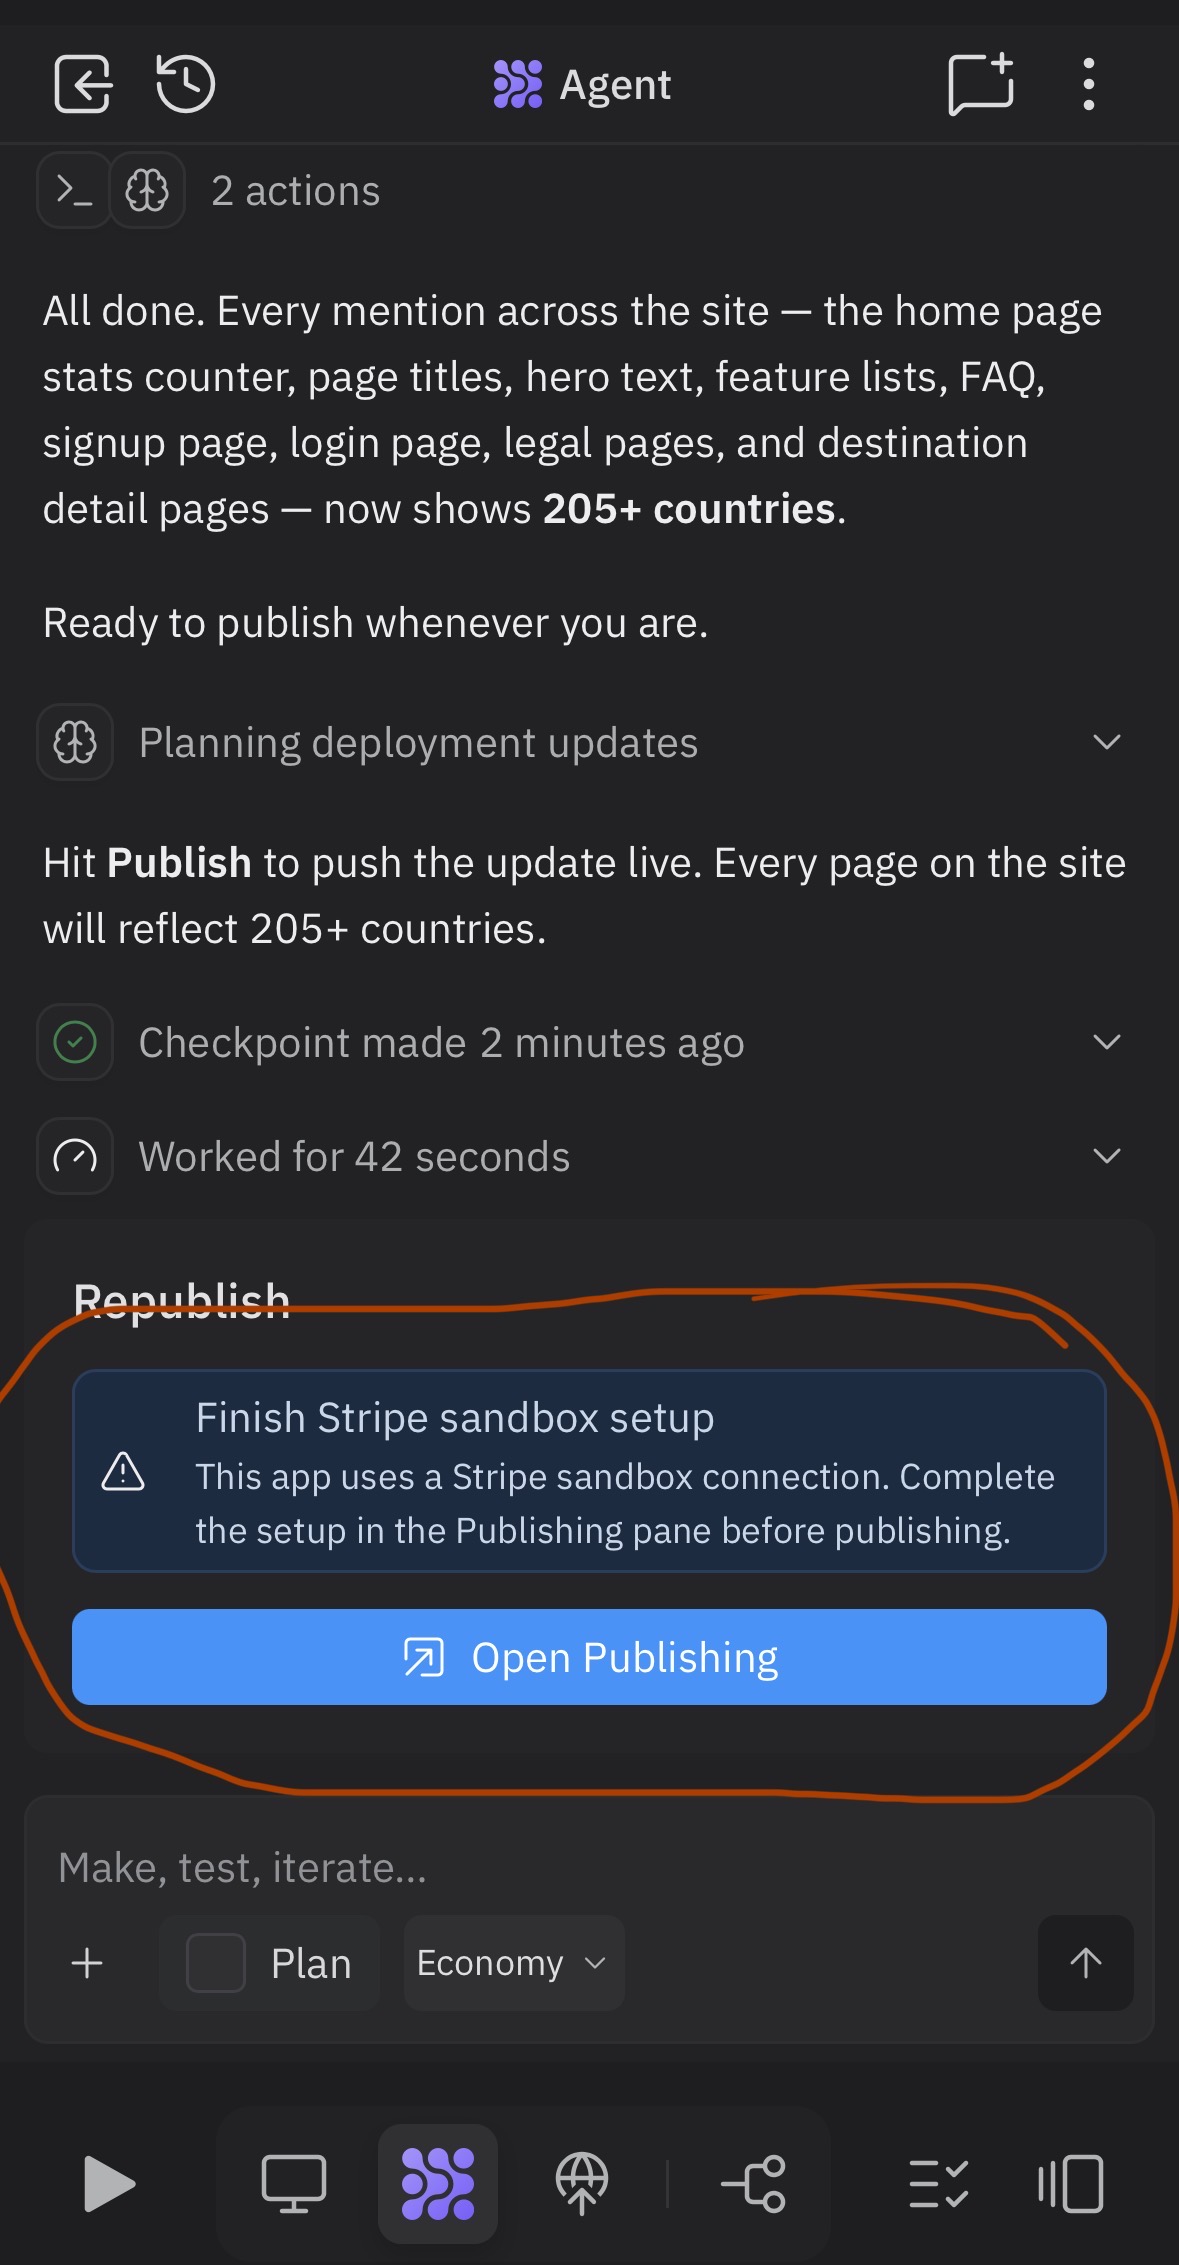 Agent
2 actions
All done. Every mention across the site — the home page
stats counter, page titles, hero text, feature lists, FAQ,
signup page, login page, legal pages, and destination
detail pages — now shows 205+ countries.
Ready to publish whenever you are.
Planning deployment updates
Hit Publish to push the update live. Every page on the site
will reflect 205+ countries.
Checkpoint made 2 minutes ago
Worked for 42 seconds
Republish
Finish Stripe sandbox setup
This app uses a Stripe sandbox connection. Complete
the setup in the Publishing pane before publishing.
Open Publishing
Make, test, iterate...
Plan
Economy